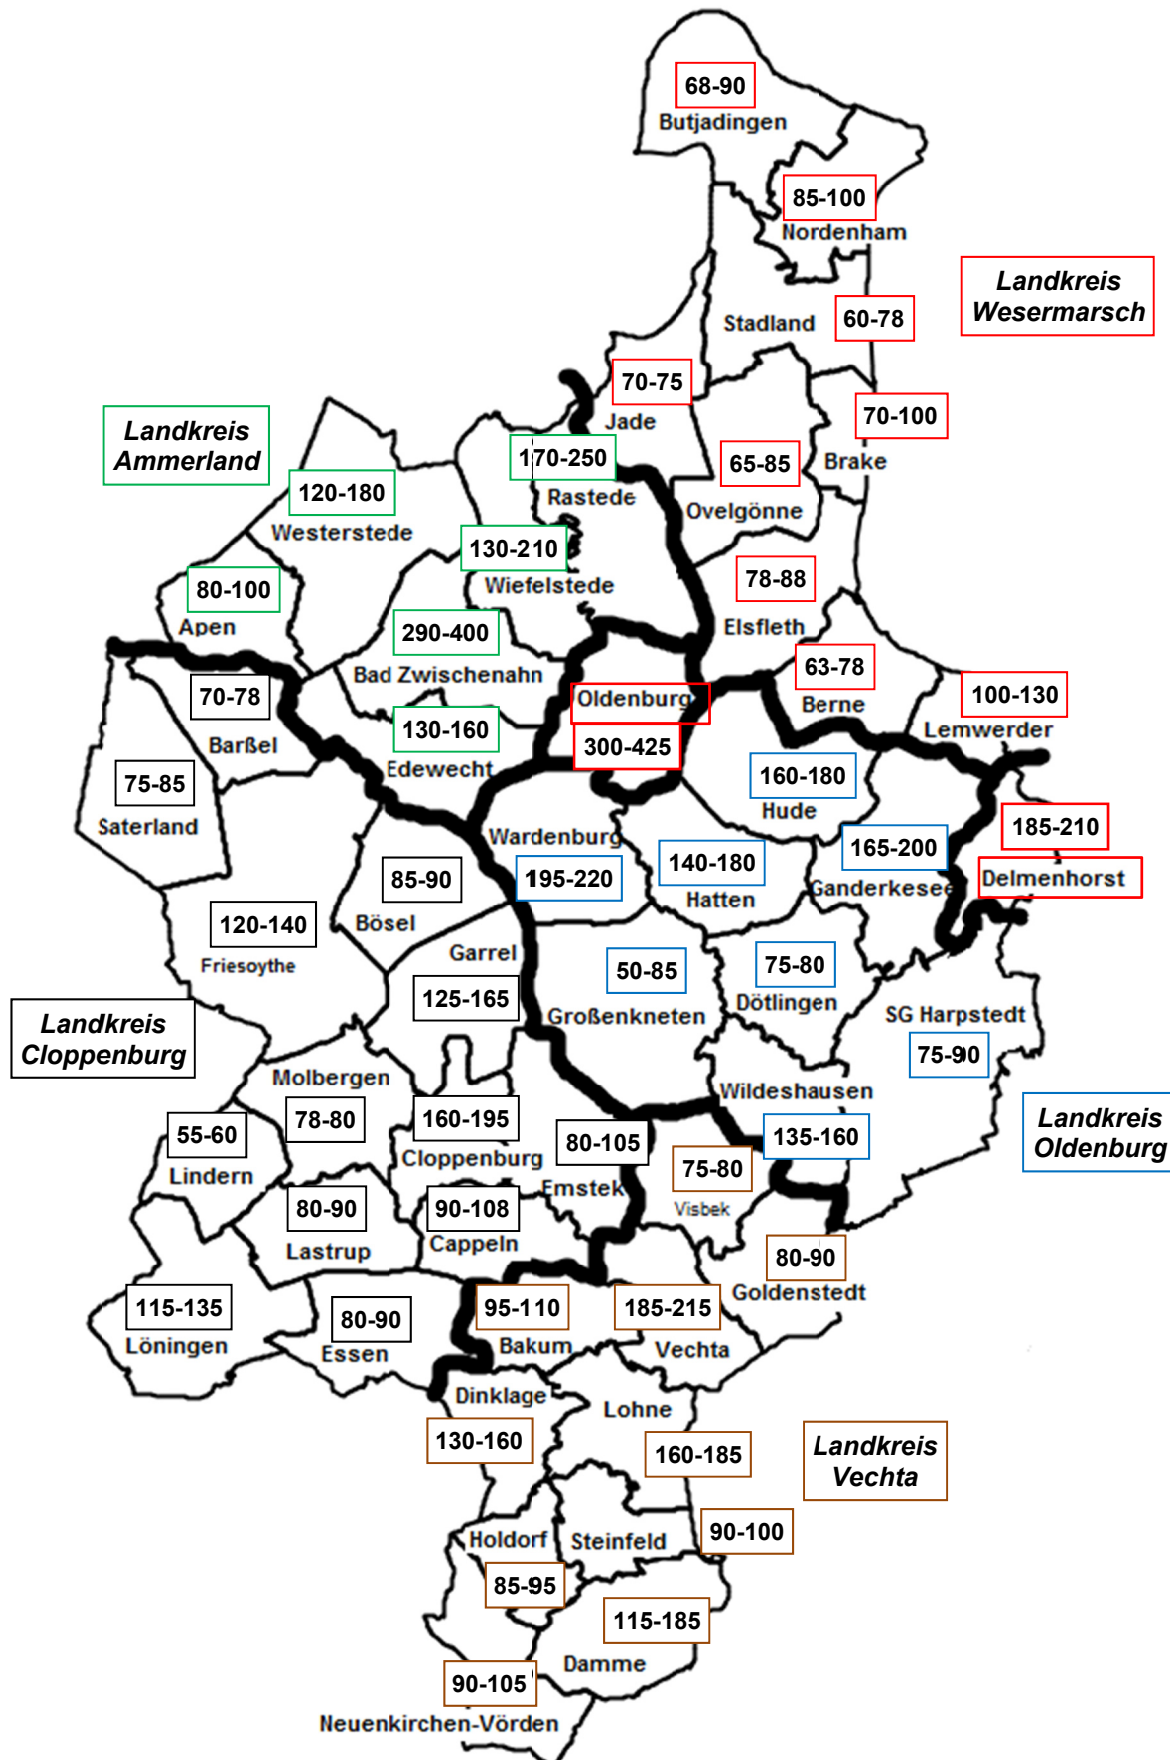 68-90
Butjadingen
85-100
Nordenham
Landkreis
Wesermarsch
Stadland
60-78
70-75
Jade
70-100
Brake
Landkreis
Ammerland
170-250
Rastede
65-85
Ovelgönne
120-180
Westerstede
130-210
Wiefelstede
80-100
Apen
78-88
Elsfleth
290-400
Bad Zwischenahn
63-78
Berne
100-130
Lemwerder
70-78
Barßel
130-160
Edewecht
Oldenburg
300-425
75-85
Saterland
160-180
Hude
185-210
Delmenhorst
Wardenburg
195-220
140-180
Hatten
165-200
Ganderkesee
85-90
Bösel
120-140
Friesoythe
Garrel
125-165
50-85
Großenkneten
75-80
Dötlingen
SG Harpstedt
75-90
Landkreis
Cloppenburg
Molbergen
78-80
160-195
Cloppenburg
80-105
Emstek
Wildeshausen
135-160
Landkreis
Oldenburg
55-60
Lindern
75-80
Visbek
80-90
Lastrup
90-108
Cappeln
80-90
Goldenstedt
115-135
Löningen
80-90
Essen
95-110
Bakum
185-215
Vechta
Dinklage
130-160
Lohne
160-185
Landkreis
Vechta
Holdorf
85-95
Steinfeld
90-100
115-185
Damme
90-105
Neuenkirchen-Vörden